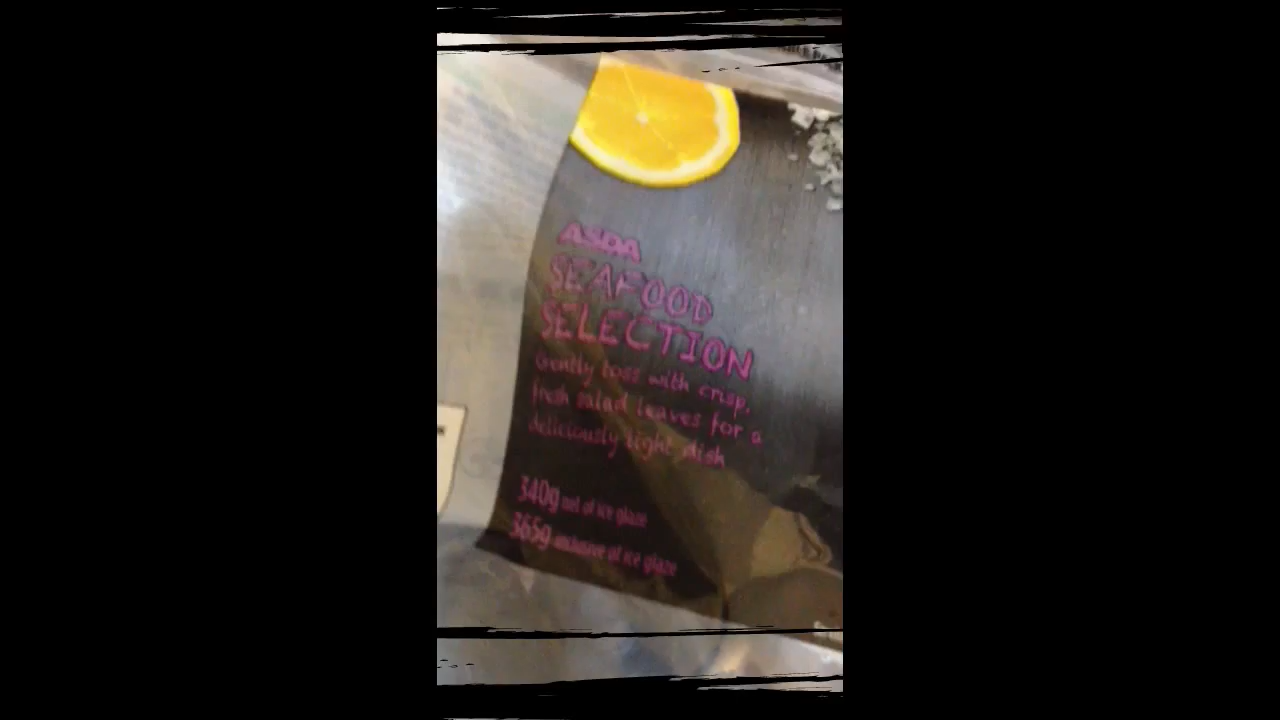 ASDA
SEAFOOD
SELECTION
Gently toss with crisp,
fresh salad leaves for a
deliciously light dish
340g net of ice glaze
365g inclusive of ice glaze